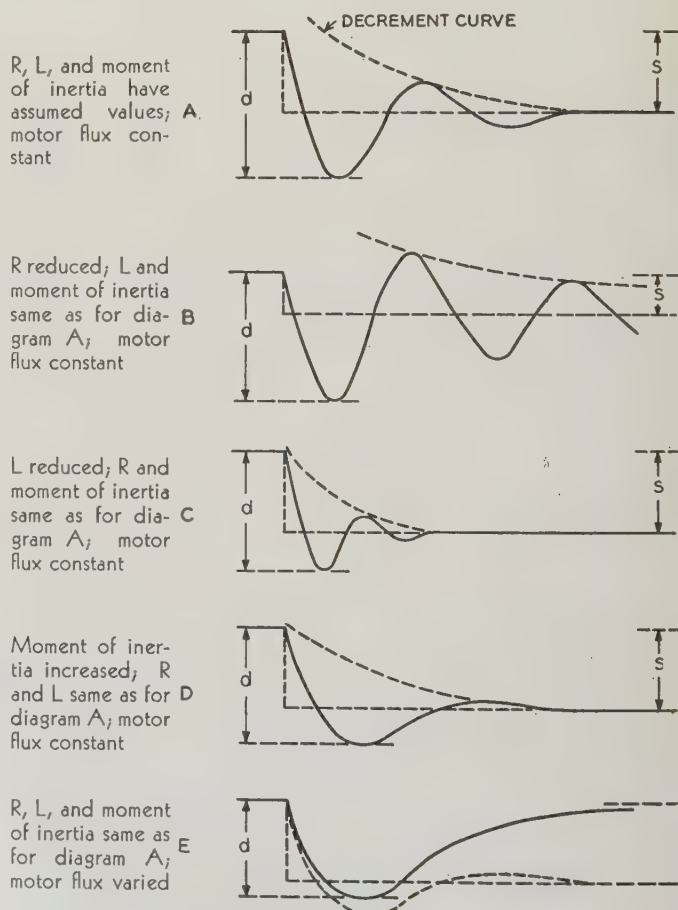 DECREMENT CURVE
R, L, and moment
of inertia have
assumed values;
motor flux con-
stant
A.
d
S
R reduced; L and
moment of inertia
same as for dia-
gram A; motor
flux constant
B
d
S
L reduced; R and
moment of inertia
same as for dia-
gram A; motor
flux constant
C
d
S
Moment of iner-
tia increased; R
and L same as for
diagram A; motor
flux constant
D
d
S
R, L, and moment
of inertia same as
for diagram A;
motor flux varied
E
d